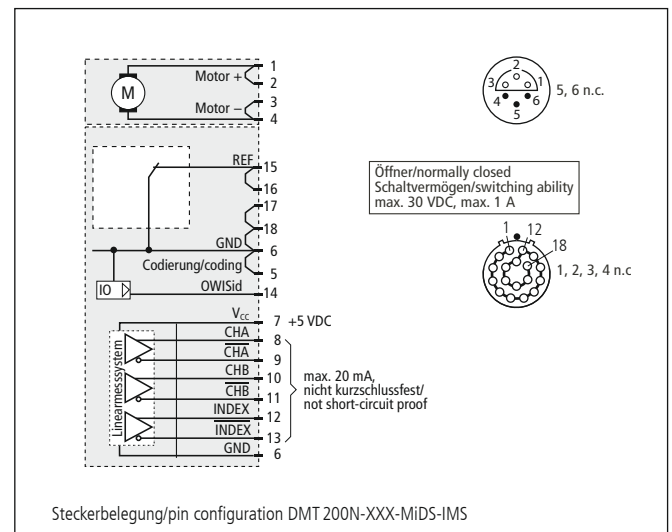 1
Motor +
2
M
3
Motor –
4
REF
15
16
17
18
GND
6
Codierung/coding
5
IO
OWISid
14
Vcc
7 +5 VDC
CHA
8
CHA
9
CHB
10
CHB
11
INDEX
12
INDEX
13
GND
6
Linearmesssystem
max. 20 mA,
nicht kurzschlussfest/
not short-circuit proof
2
3
1
4
6
5
5, 6 n.c.
Öffner/normally closed
Schaltvermögen/switching ability
max. 30 VDC, max. 1 A
1
12
18
1, 2, 3, 4 n.c
Steckerbelegung/pin configuration DMT 200N-XXX-MiDS-IMS